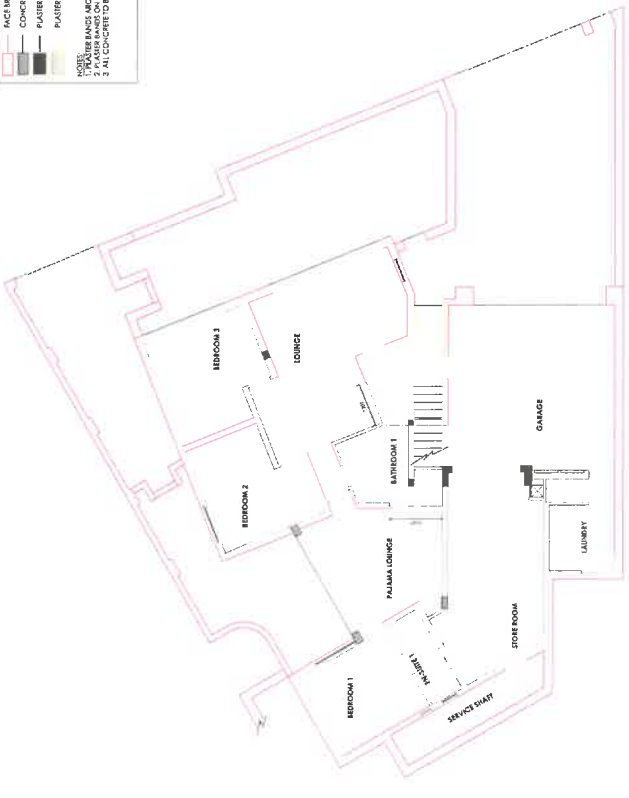 FACE BR
CONCR
PLASTER
PLASTER
NOTES:
1. PLASTER BANDS ARO
2. PLASTER BANDS ON
3. ALL CONCRETE TO B
BEDROOM 3
LOUNGE
BEDROOM 2
BATHROOM 1
GARAGE
PAJAMA LOUNGE
LAUNDRY
BEDROOM 1
EN-SUITE 1
STORE ROOM
SERVICE SHAFT